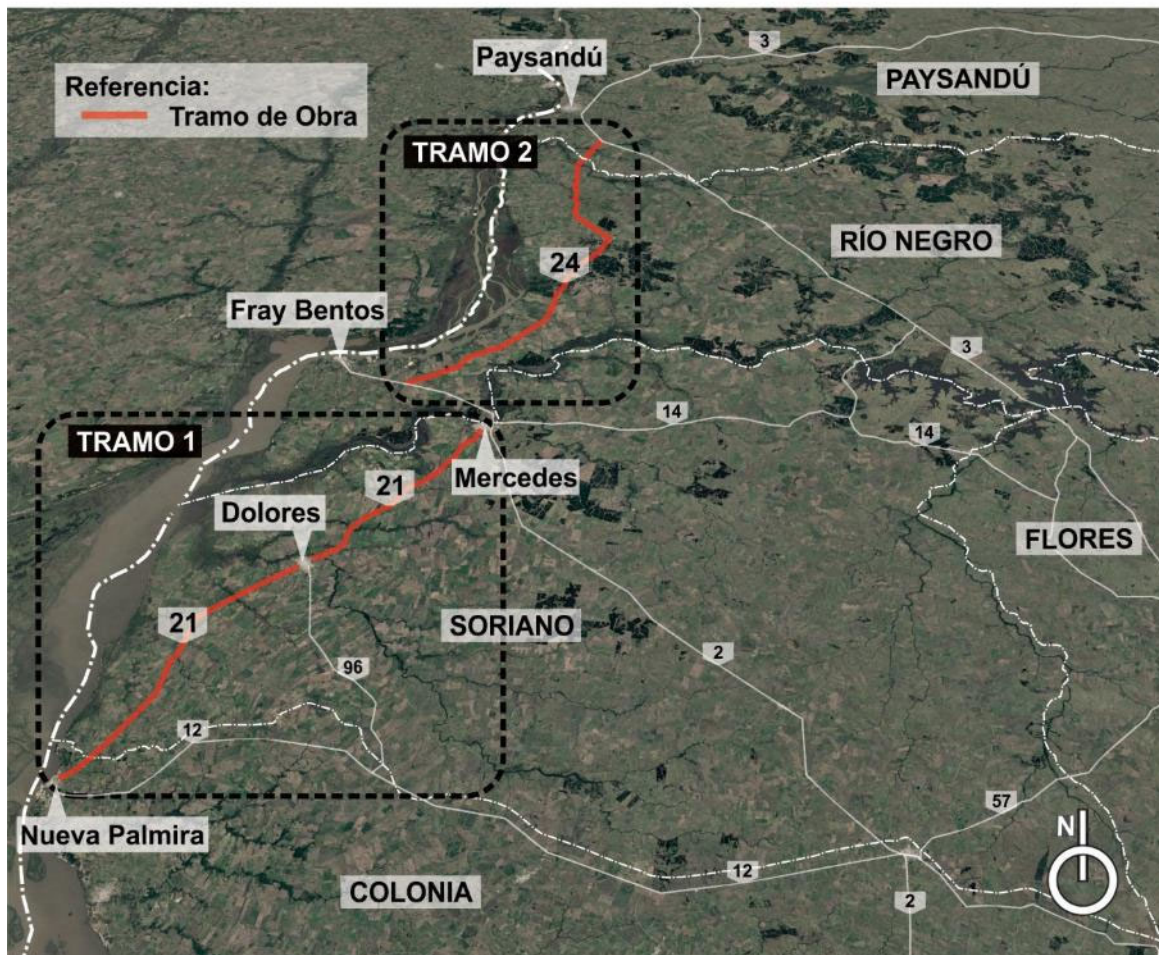 Referencia:
Tramo de Obra
Paysandú
3
PAYSANDÚ
TRAMO 2
RÍO NEGRO
24
Fray Bentos
3
14
14
TRAMO 1
Mercedes
21
Dolores
FLORES
21
SORIANO
2
96
12
Nueva Palmira
57
N
12
COLONIA
2